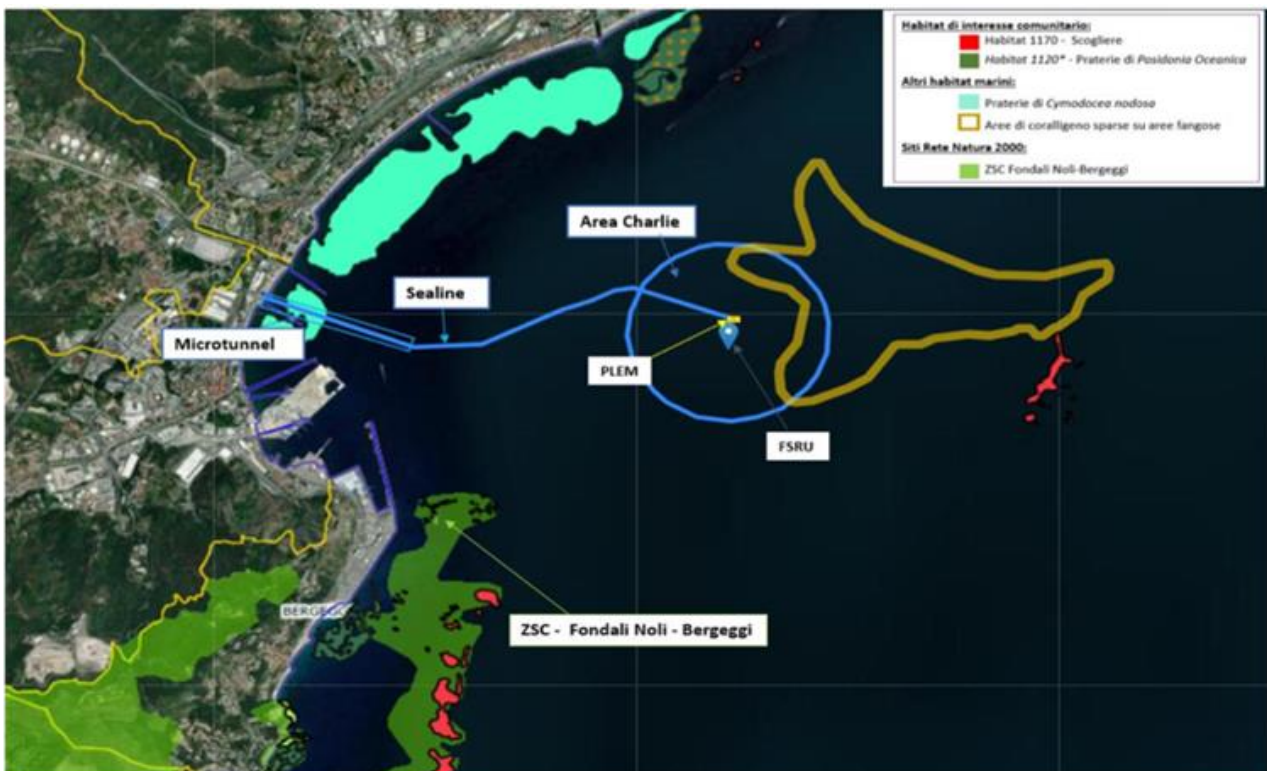 Habitat di interesse comunitario:
Habitat 1170 - Scogliere
Habitat 1120* - Praterie di Posidonia Oceanica
Altri habitat marini:
Praterie di Cymodocea nodosa
Aree di coralligeno sparse su aree fangose
Siti Rete Natura 2000:
ZSC Fondali Noli-Bergeggi
Area Charlie
Sealine
Microtunnel
PLEM
FSRU
ZSC - Fondali Noli - Bergeggi